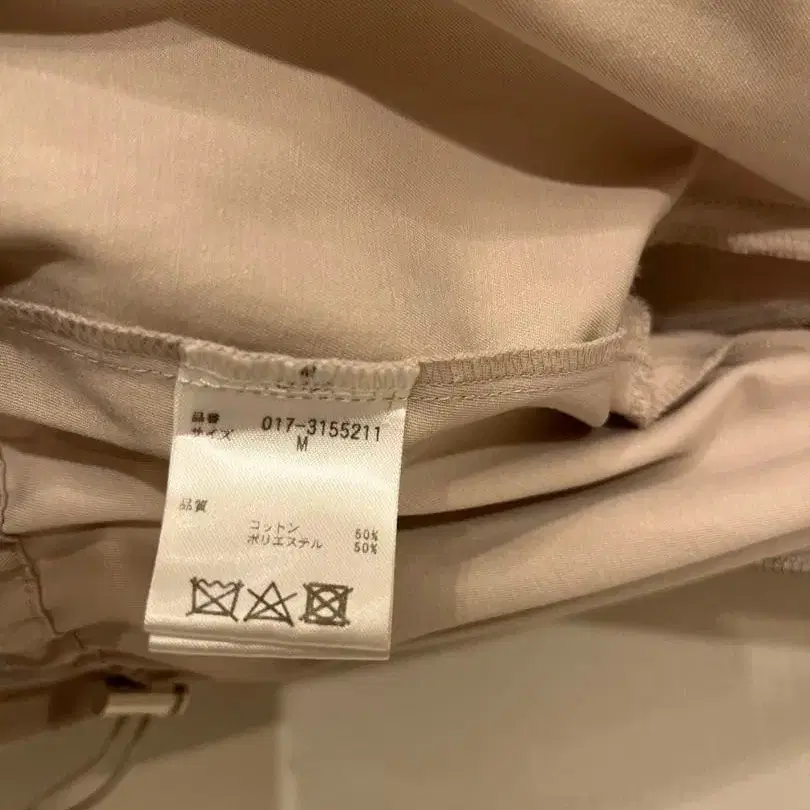 品番 017-3155211
サイズ M
品質
コットン 50%
ポリエステル 50%